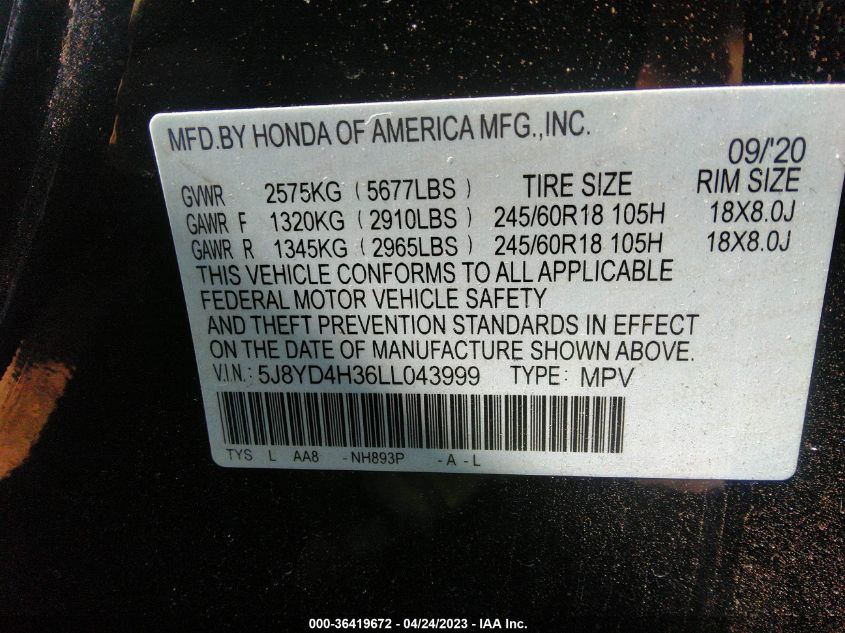 MFD.BY HONDA OF AMERICA MFG.,INC.
09/'20
GVWR 2575KG ( 5677LBS ) TIRE SIZE RIM SIZE
GAWR F 1320KG ( 2910LBS ) 245/60R18 105H 18X8.0J
GAWR R 1345KG ( 2965LBS ) 245/60R18 105H 18X8.0J
THIS VEHICLE CONFORMS TO ALL APPLICABLE
FEDERAL MOTOR VEHICLE SAFETY
AND THEFT PREVENTION STANDARDS IN EFFECT
ON THE DATE OF MANUFACTURE SHOWN ABOVE.
V.I.N.: 5J8YD4H36LL043999 TYPE: MPV
TYS L AA8 -NH893P -A -L
000-36419672 - 04/24/2023 - IAA Inc.